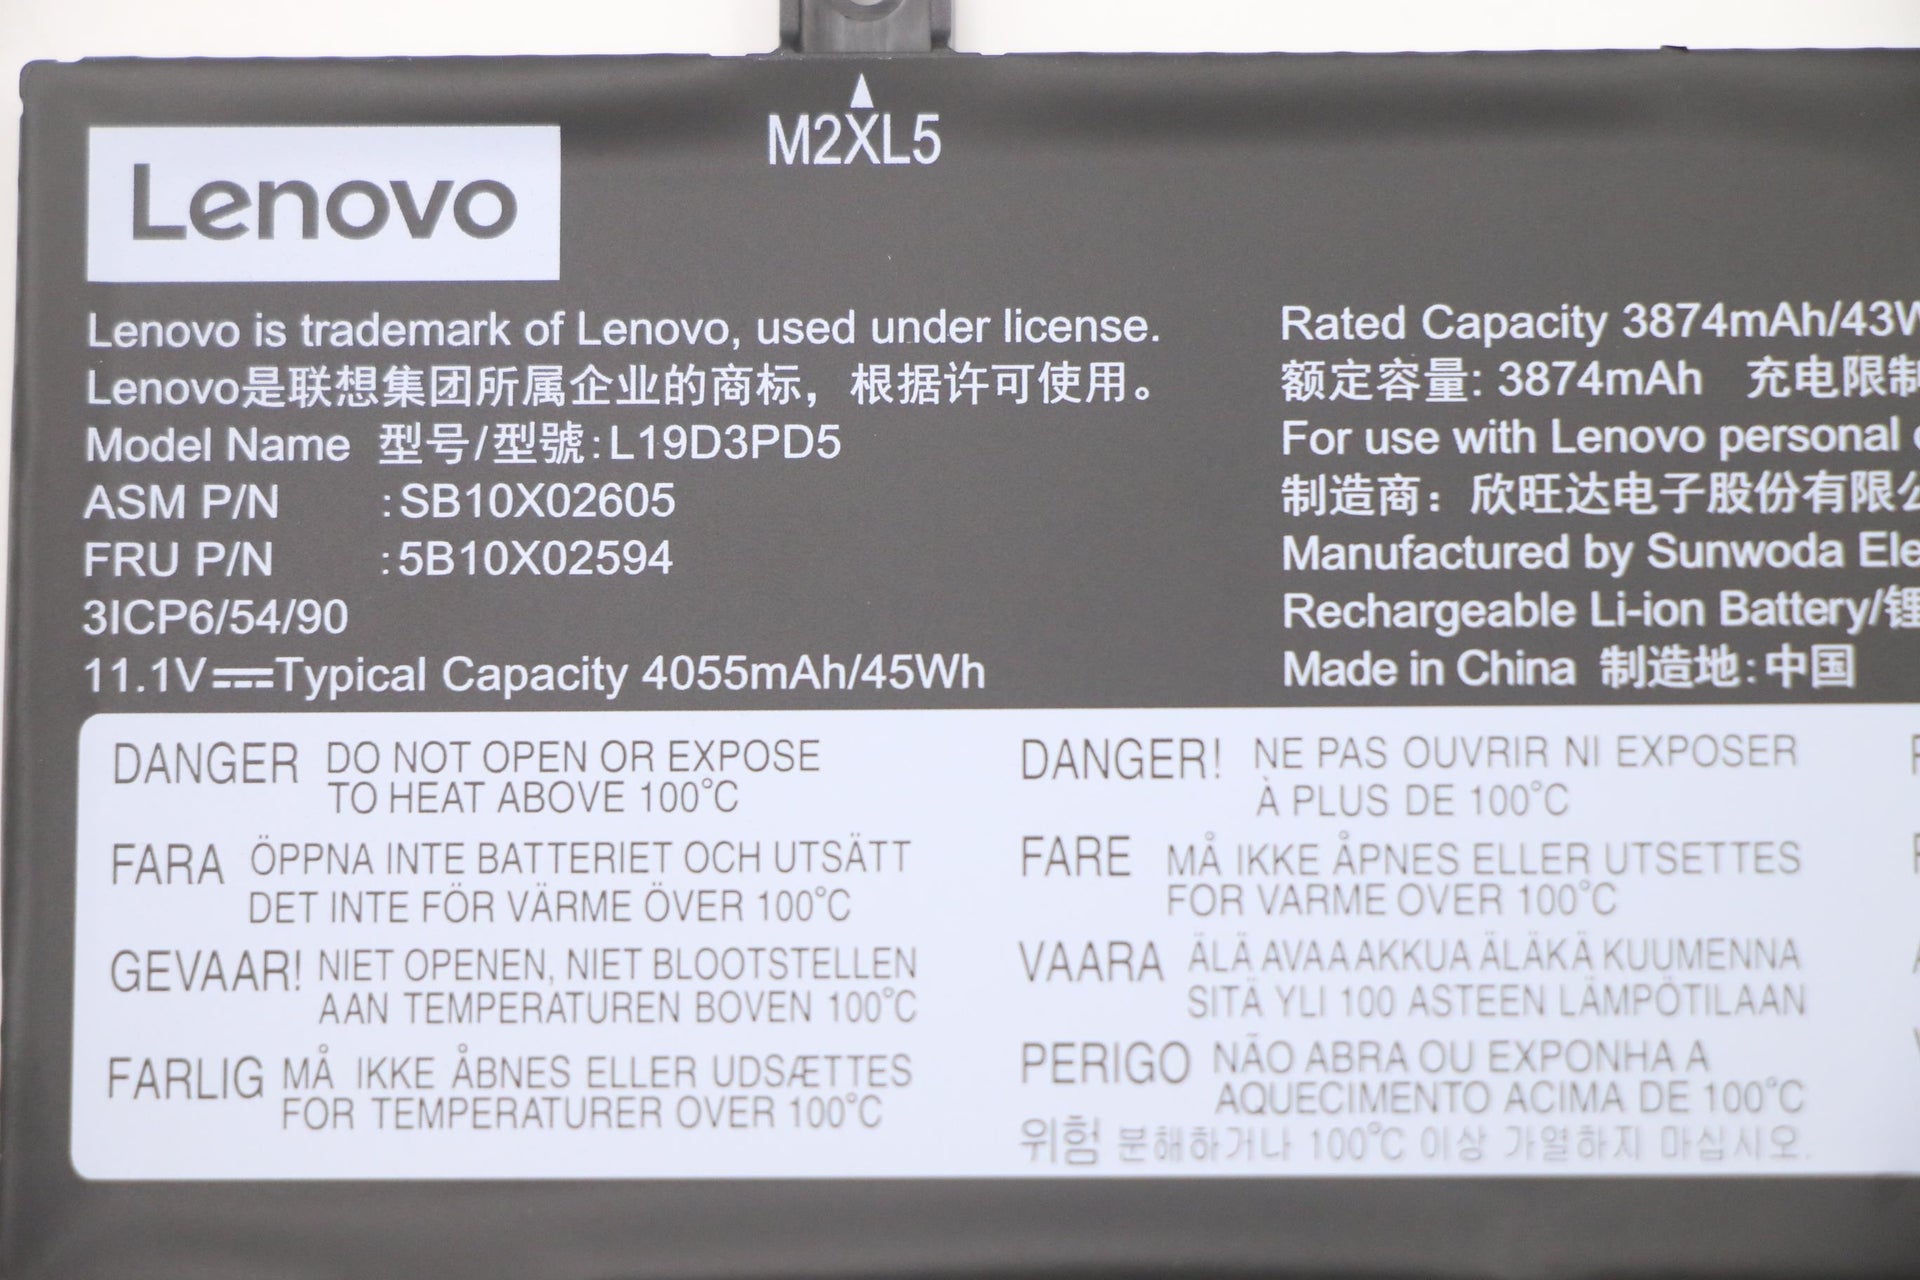 M2XL5
Lenovo
Lenovo is trademark of Lenovo, used under license.
Lenovo是联想集团所属企业的商标，根据许可使用。
Model Name 型号/型號:L19D3PD5
ASM P/N :SB10X02605
FRU P/N :5B10X02594
3ICP6/54/90
11.1V⎓Typical Capacity 4055mAh/45Wh
Rated Capacity 3874mAh/43W
额定容量: 3874mAh 充电限制
For use with Lenovo personal
制造商：欣旺达电子股份有限公
Manufactured by Sunwoda Ele
Rechargeable Li-ion Battery/锂
Made in China 制造地:中国
DANGER DO NOT OPEN OR EXPOSE
TO HEAT ABOVE 100°C
FARA ÖPPNA INTE BATTERIET OCH UTSÄTT
DET INTE FÖR VÄRME ÖVER 100°C
GEVAAR! NIET OPENEN, NIET BLOOTSTELLEN
AAN TEMPERATUREN BOVEN 100°C
FARLIG MÅ IKKE ÅBNES ELLER UDSÆTTES
FOR TEMPERATURER OVER 100°C
DANGER! NE PAS OUVRIR NI EXPOSER
À PLUS DE 100°C
FARE MÅ IKKE ÅPNES ELLER UTSETTES
FOR VARME OVER 100°C
VAARA ÄLÄ AVAA AKKUA ÄLÄKÄ KUUMENNA
SITÄ YLI 100 ASTEEN LÄMPÖTILAAN
PERIGO NÃO ABRA OU EXPONHA A
AQUECIMENTO ACIMA DE 100°C
위험 분해하거나 100°C 이상 가열하지 마십시오.